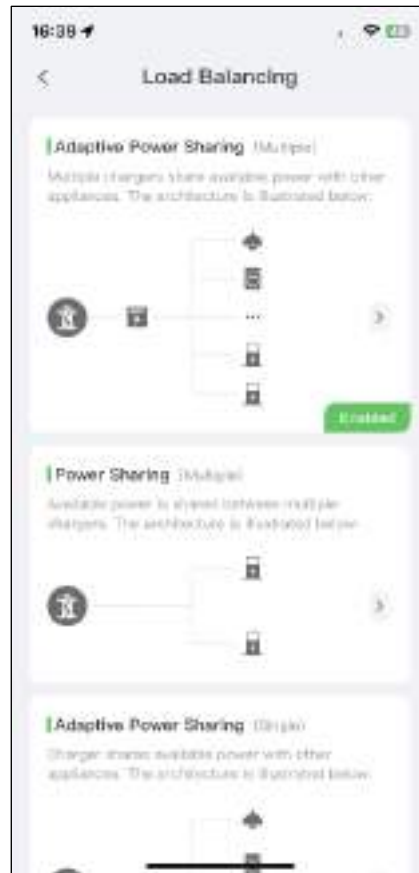 16:39
Load Balancing
Adaptive Power Sharing (Multiple)
Multiple chargers share available power with other
appliances. The architecture is illustrated below:
...
Enabled
Power Sharing (Multiple)
Available power is shared between multiple
chargers. The architecture is illustrated below:
Adaptive Power Sharing (Single)
Charger shares available power with other
appliances. The architecture is illustrated below: